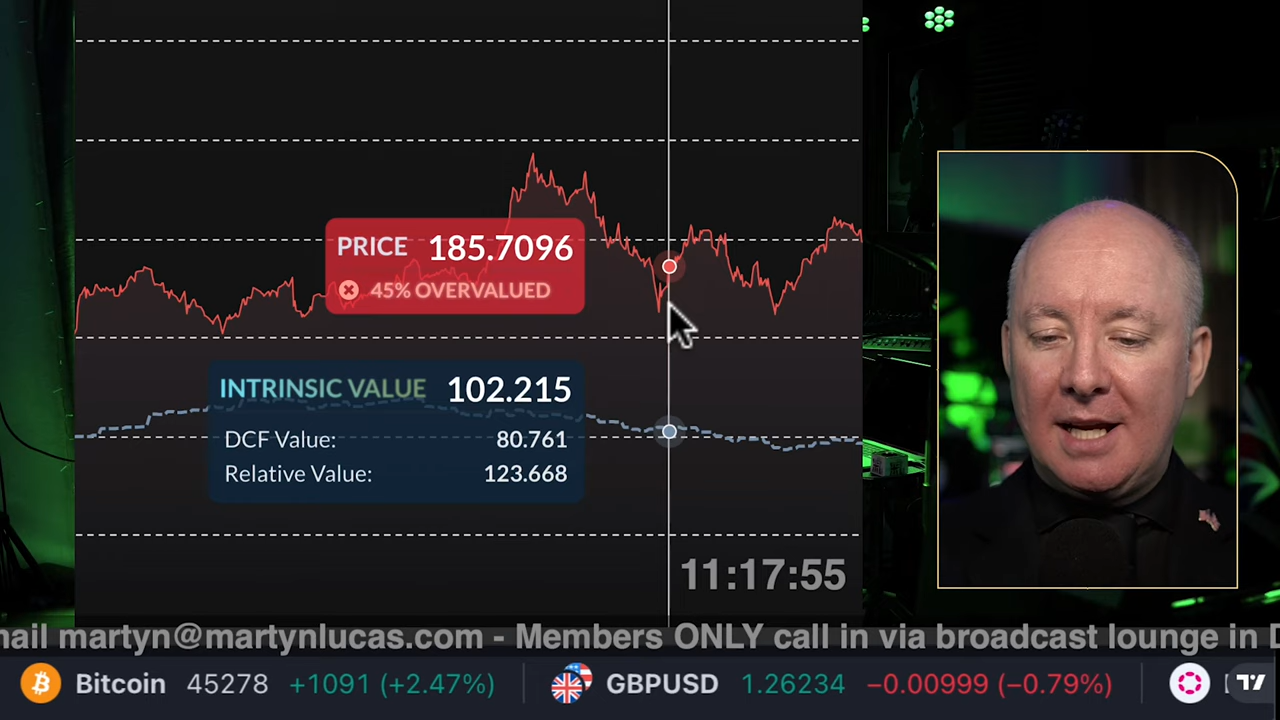 PRICE 185.7096
45% OVERVALUED
INTRINSIC VALUE 102.215
DCF Value: 80.761
Relative Value: 123.668
11:17:55
martyn@martynlucas.com - Members ONLY call in via broadcast lounge in
Bitcoin 45278 +1091 (+2.47%) GBPUSD 1.26234 −0.00999 (−0.79%)